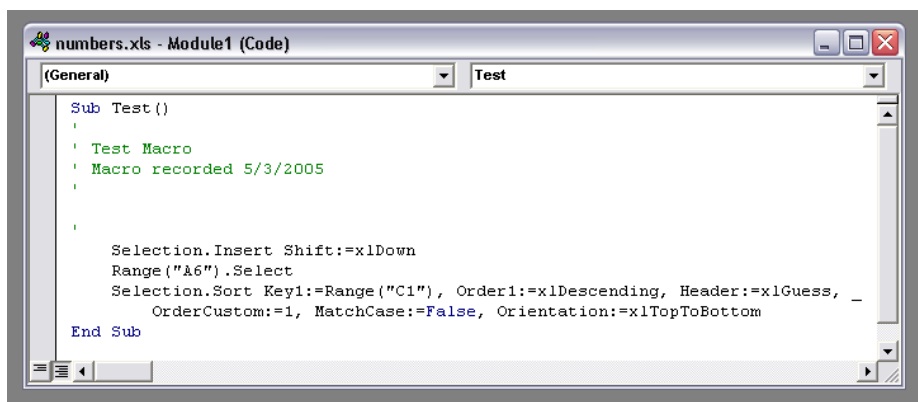 numbers.xls - Module1 (Code)
(General) Test
Sub Test()
'
' Test Macro
' Macro recorded 5/3/2005
'

'
    Selection.Insert Shift:=xlDown
    Range("A6").Select
    Selection.Sort Key1:=Range("C1"), Order1:=xlDescending, Header:=xlGuess, _
        OrderCustom:=1, MatchCase:=False, Orientation:=xlTopToBottom
End Sub